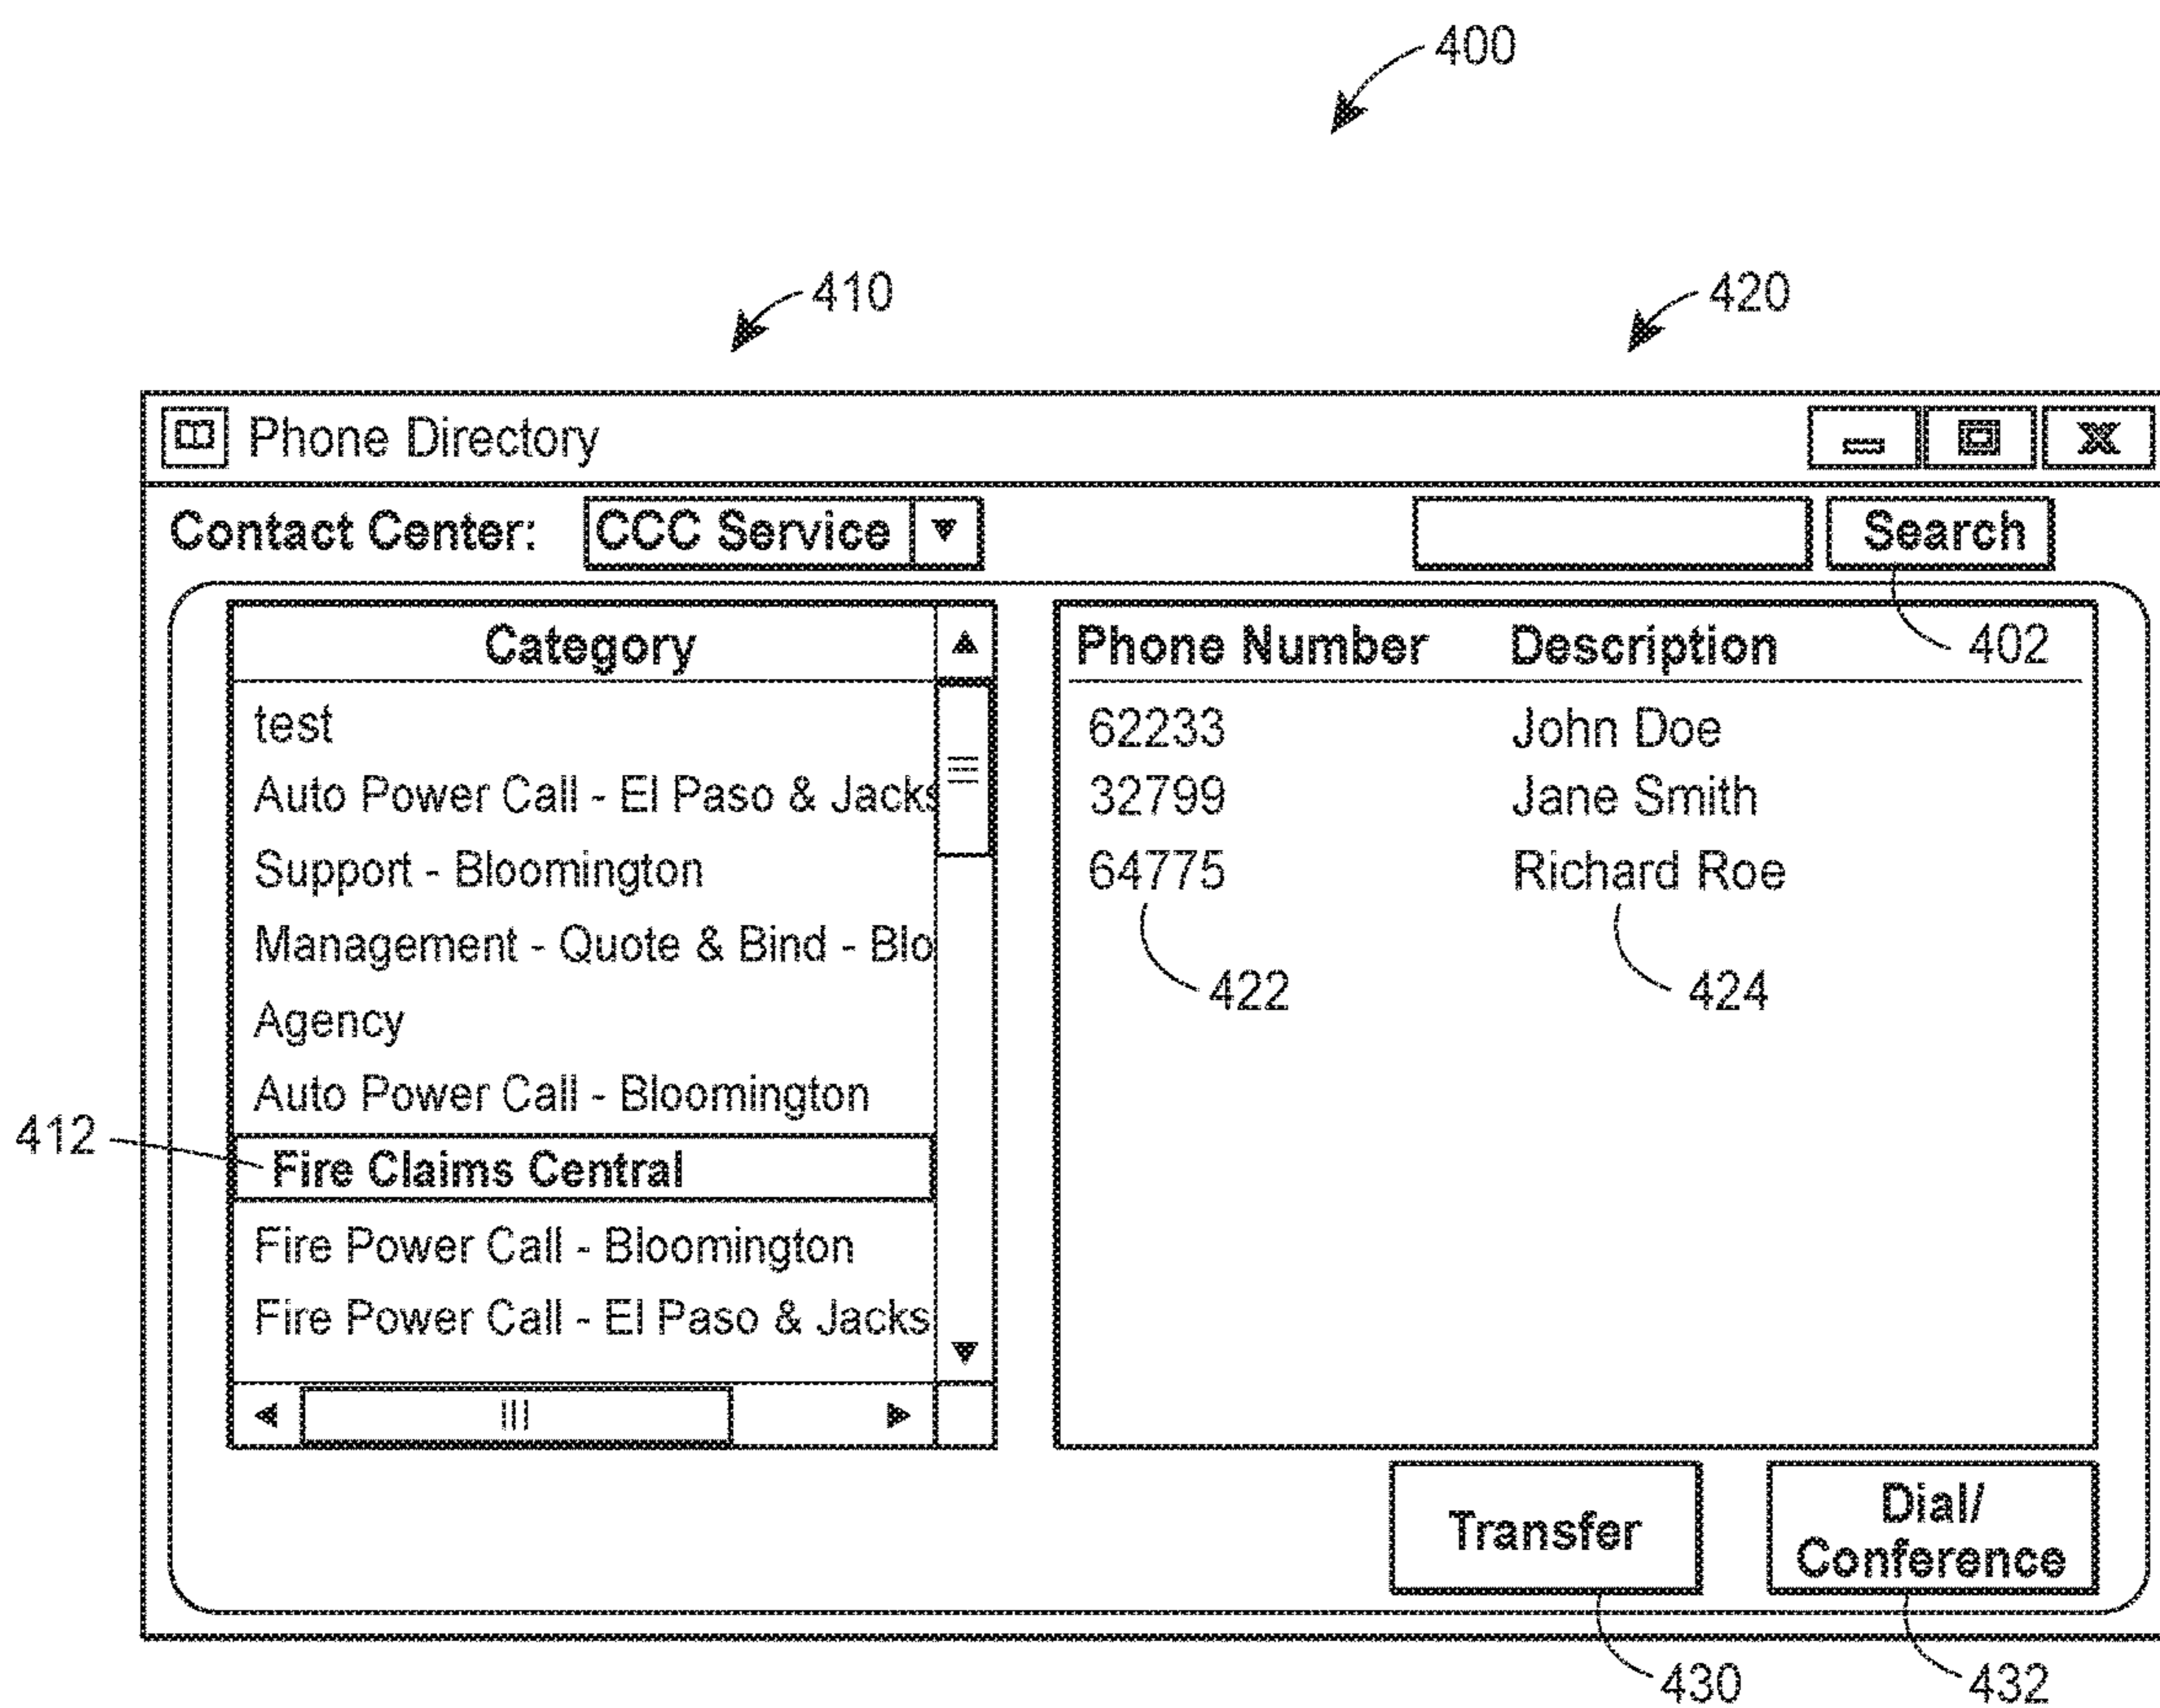 400
410
420
Phone Directory
Contact Center: CCC Service Search
402
Category
test
Auto Power Call - El Paso & Jacks
Support - Bloomington
Management - Quote & Bind - Blo
Agency
Auto Power Call - Bloomington
412
Fire Claims Central
Fire Power Call - Bloomington
Fire Power Call - El Paso & Jacks
Phone Number Description
62233 John Doe
32799 Jane Smith
64775 Richard Roe
422 424
Transfer
Dial/
Conference
430 432